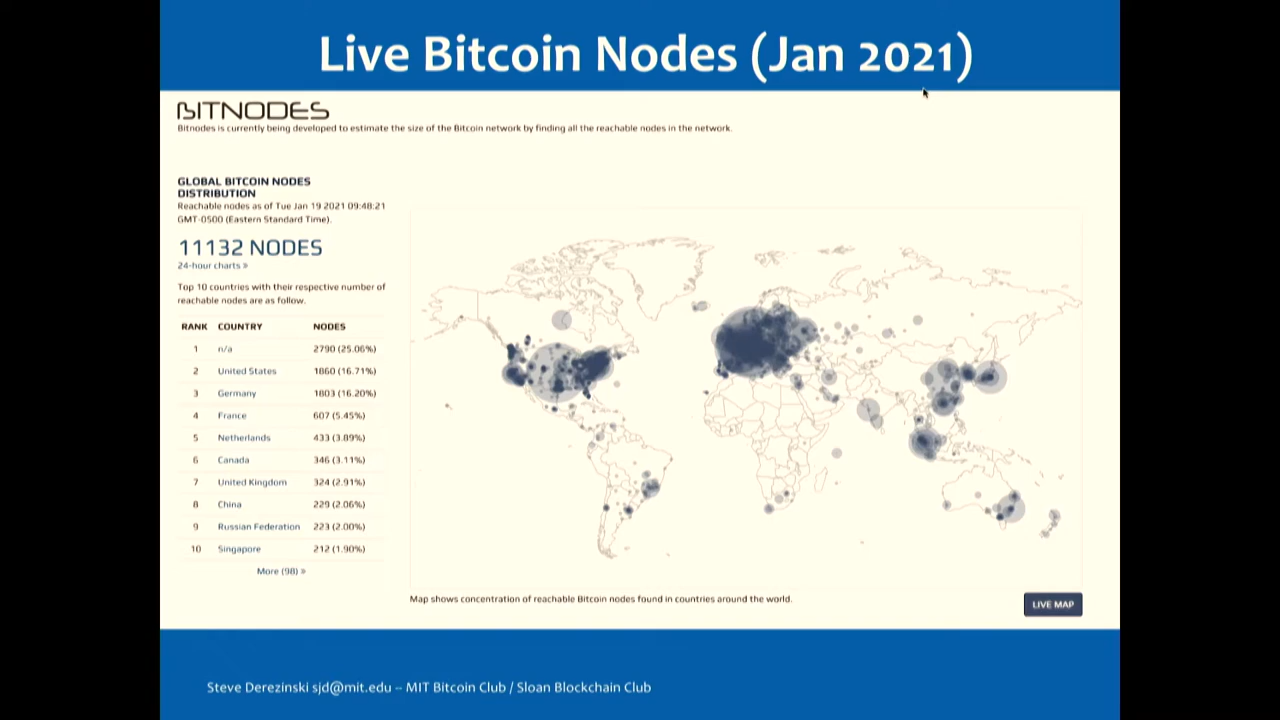 Live Bitcoin Nodes (Jan 2021)
BITNODES
Bitnodes is currently being developed to estimate the size of the Bitcoin network by finding all the reachable nodes in the network.
GLOBAL BITCOIN NODES
DISTRIBUTION
Reachable nodes as of Tue Jan 19 2021 09:48:21
GMT-0500 (Eastern Standard Time).
11132 NODES
24-hour charts »
Top 10 countries with their respective number of
reachable nodes are as follow.
RANK COUNTRY NODES
1 n/a 2790 (25.06%)
2 United States 1860 (16.71%)
3 Germany 1803 (16.20%)
4 France 607 (5.45%)
5 Netherlands 433 (3.89%)
6 Canada 346 (3.11%)
7 United Kingdom 324 (2.91%)
8 China 229 (2.06%)
9 Russian Federation 223 (2.00%)
10 Singapore 212 (1.90%)
More (98) »
Map shows concentration of reachable Bitcoin nodes found in countries around the world.
LIVE MAP
Steve Derezinski sjd@mit.edu – MIT Bitcoin Club / Sloan Blockchain Club